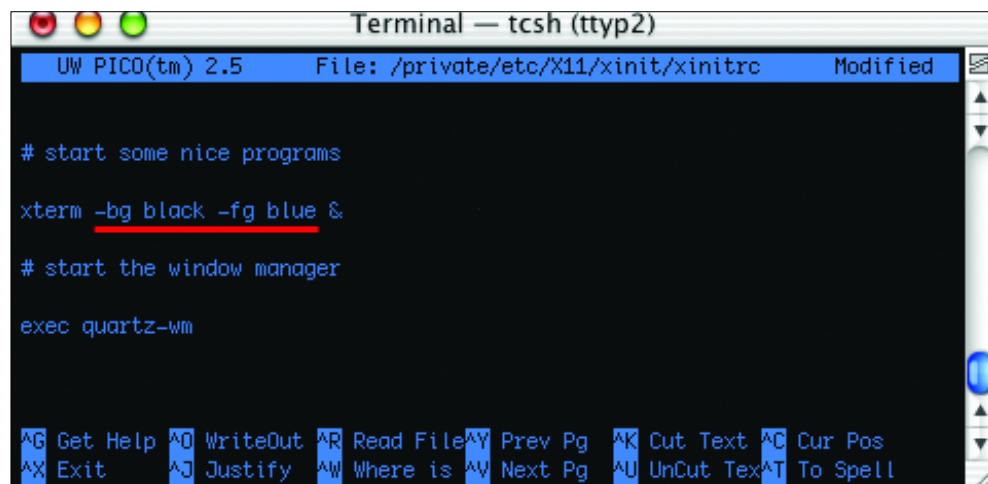 Terminal — tcsh (ttyp2)
UW PICO(tm) 2.5 File: /private/etc/X11/xinit/xinitrc Modified
# start some nice programs
xterm -bg black -fg blue &
# start the window manager
exec quartz-wm
^G Get Help ^O WriteOut ^R Read File^Y Prev Pg ^K Cut Text ^C Cur Pos
^X Exit ^J Justify ^W Where is ^V Next Pg ^U UnCut Tex^T To Spell